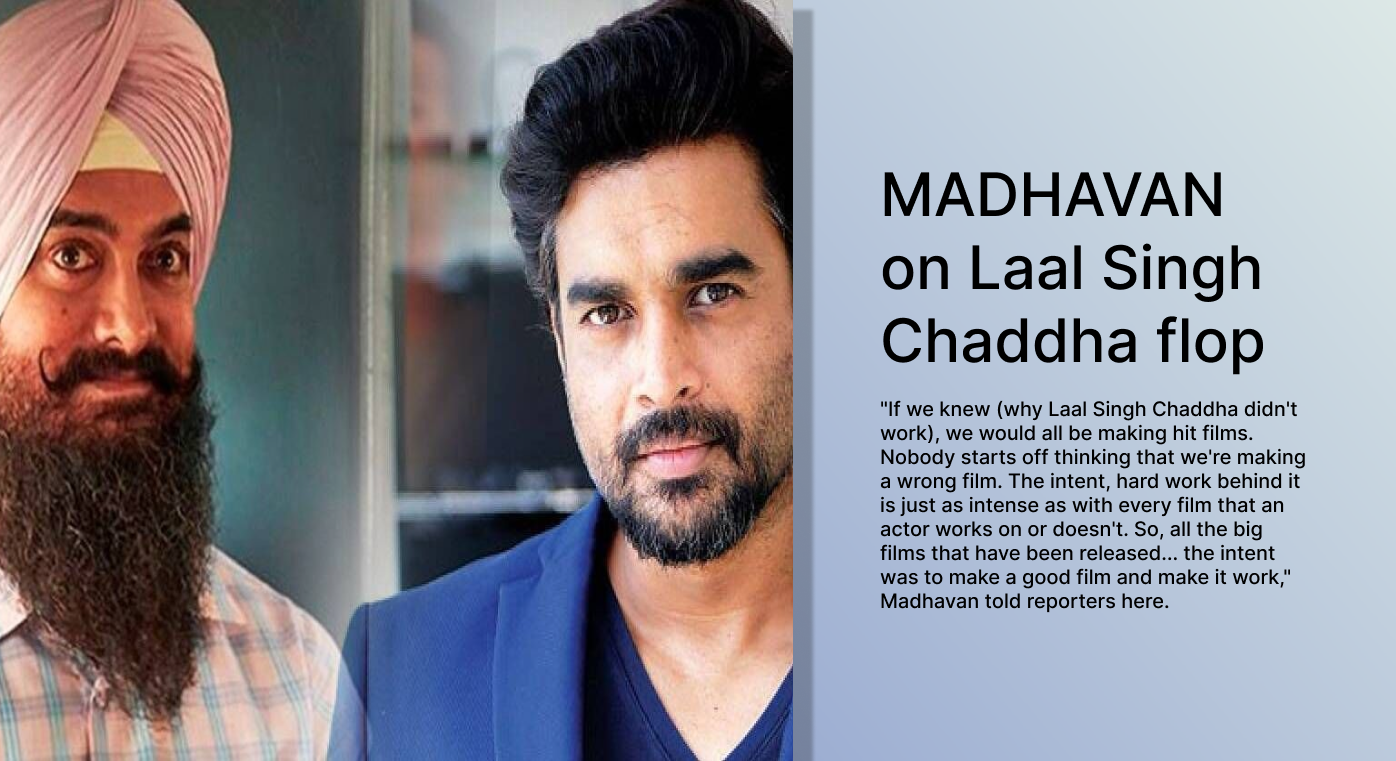 MADHAVAN
on Laal Singh
Chaddha flop
"If we knew (why Laal Singh Chaddha didn't
work), we would all be making hit films.
Nobody starts off thinking that we're making
a wrong film. The intent, hard work behind it
is just as intense as with every film that an
actor works on or doesn't. So, all the big
films that have been released... the intent
was to make a good film and make it work,"
Madhavan told reporters here.